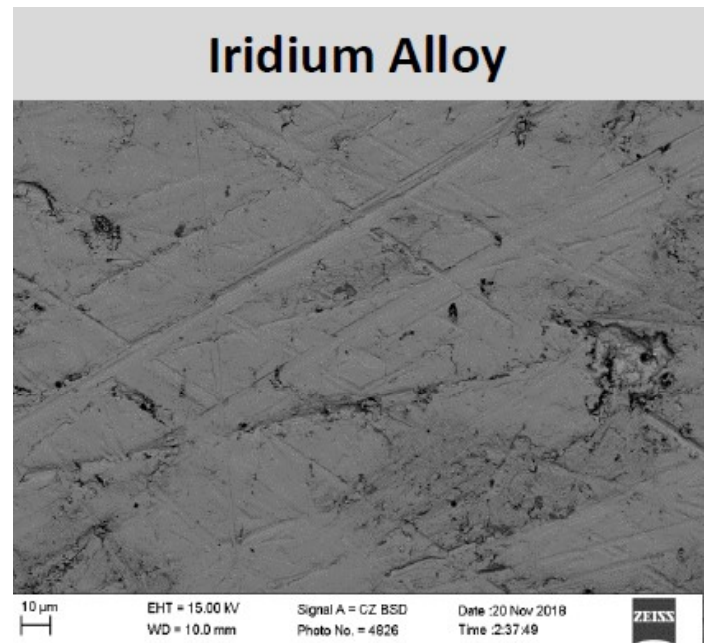 Iridium Alloy
10 µm
EHT = 15.00 kV
Signal A = CZ BSD
Date :20 Nov 2018
WD = 10.0 mm
Photo No. = 4826
Time :2:37:49
ZEISS